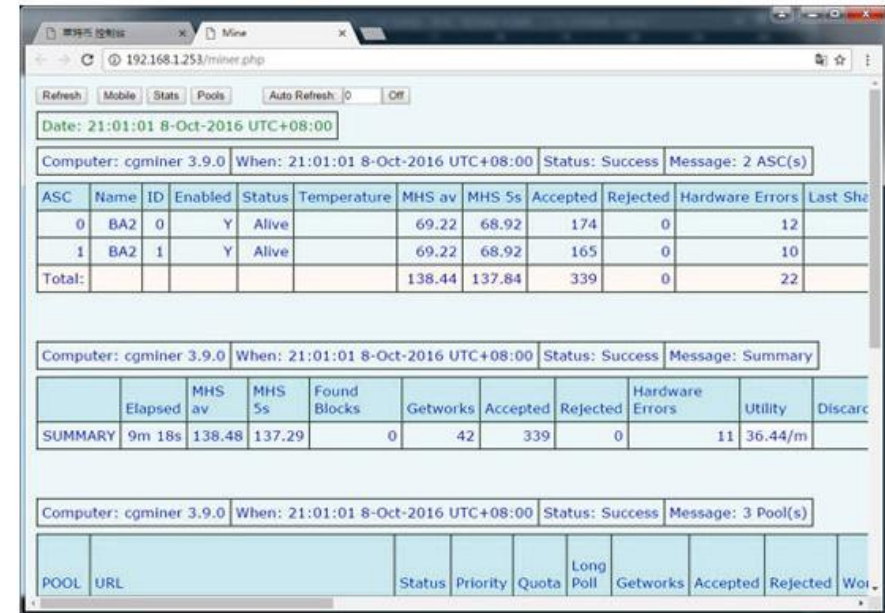 控制台 Mine
192.168.1.253/miner.php
Refresh Mobile Stats Pools Auto Refresh: 0 Off
Date: 21:01:01 8-Oct-2016 UTC+08:00
Computer: cgminer 3.9.0 When: 21:01:01 8-Oct-2016 UTC+08:00 Status: Success Message: 2 ASC(s)
ASC Name ID Enabled Status Temperature MHS av MHS 5s Accepted Rejected Hardware Errors Last Sha
0 BA2 0 Y Alive 69.22 68.92 174 0 12
1 BA2 1 Y Alive 69.22 68.92 165 0 10
Total: 138.44 137.84 339 0 22
Computer: cgminer 3.9.0 When: 21:01:01 8-Oct-2016 UTC+08:00 Status: Success Message: Summary
Elapsed MHS av MHS 5s Found Blocks Getworks Accepted Rejected Hardware Errors Utility Discard
SUMMARY 9m 18s 138.48 137.29 0 42 339 0 11 36.44/m
Computer: cgminer 3.9.0 When: 21:01:01 8-Oct-2016 UTC+08:00 Status: Success Message: 3 Pool(s)
POOL URL Status Priority Quota Long Poll Getworks Accepted Rejected Wor